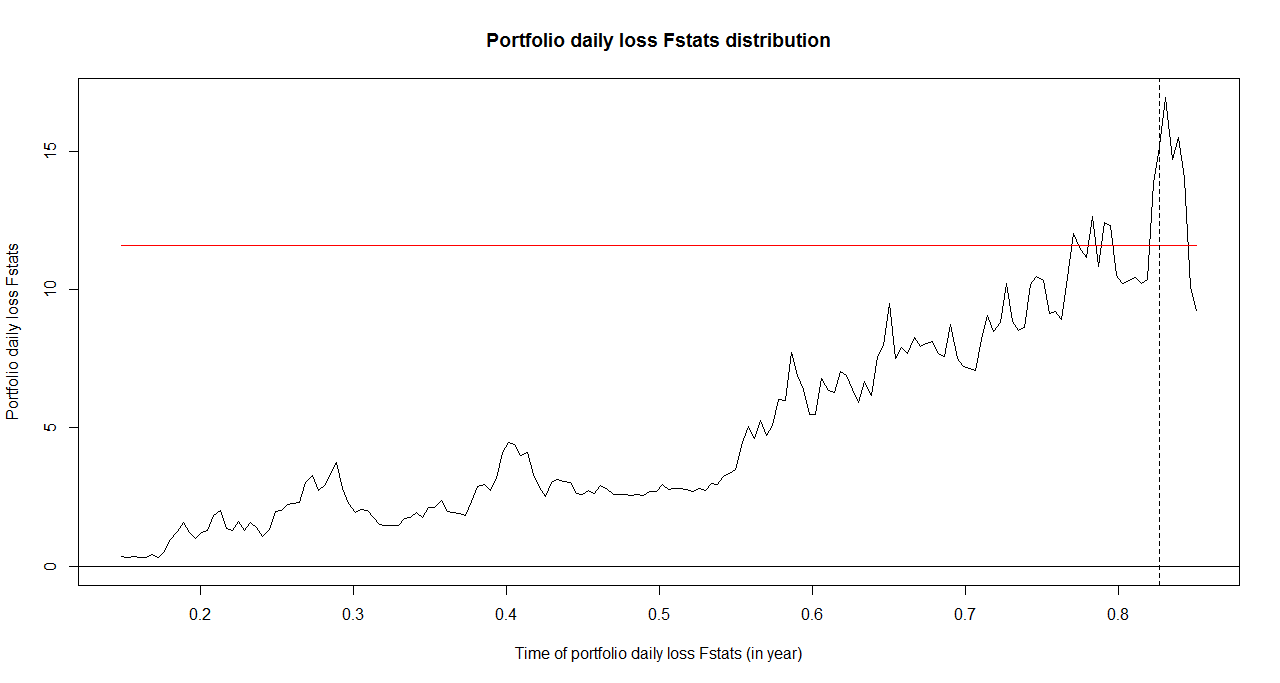 Portfolio daily loss Fstats distribution
Portfolio daily loss Fstats
15
10
5
0
0.2 0.3 0.4 0.5 0.6 0.7 0.8
Time of portfolio daily loss Fstats (in year)